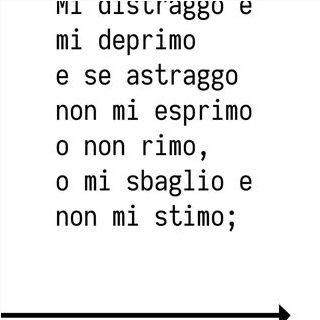 Mi distraggo e
mi deprimo
e se astraggo
non mi esprimo
o non rimo,
o mi sbaglio e
non mi stimo;